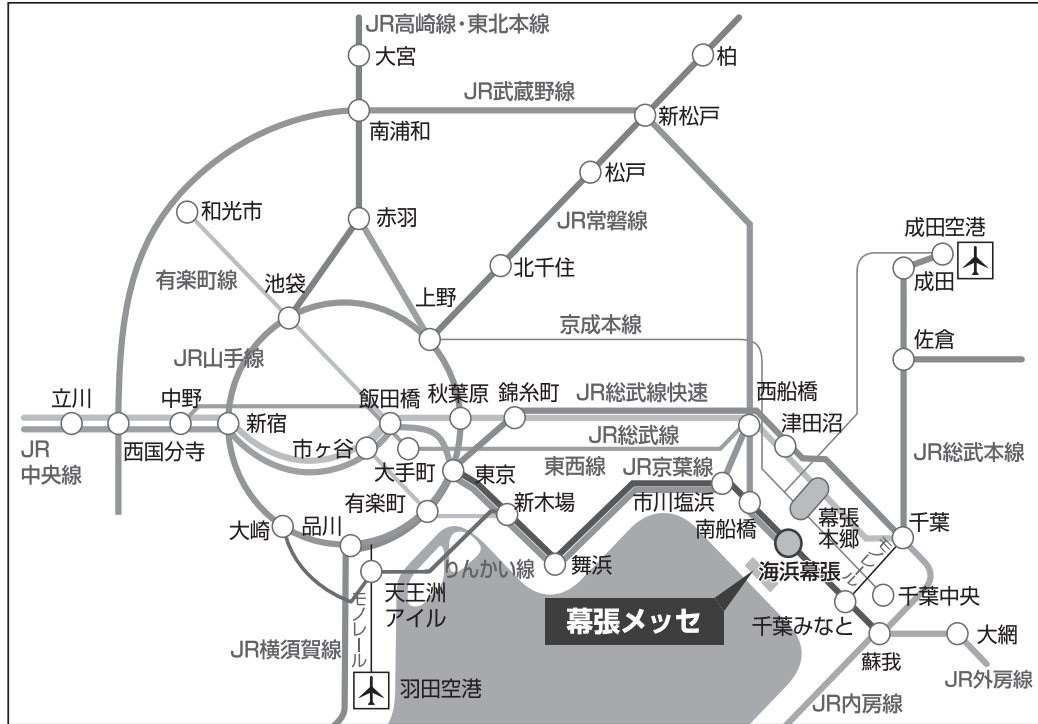 JR高崎線・東北本線
大宮
柏
JR武蔵野線
南浦和
新松戸
松戸
和光市
赤羽
JR常磐線
成田空港
有楽町線
池袋
北千住
成田
上野
京成本線
佐倉
JR山手線
立川
中野
飯田橋
秋葉原
錦糸町
JR総武線快速
西船橋
新宿
津田沼
JR
中央線
西国分寺
市ヶ谷
JR総武線
JR総武本線
大手町
東京
東西線
JR京葉線
有楽町
新木場
市川塩浜
大崎
品川
南船橋
幕張
本郷
千葉
りんかい線
舞浜
海浜幕張
モノレール
天王洲
アイル
モノレール
幕張メッセ
千葉みなと
千葉中央
JR横須賀線
蘇我
大網
羽田空港
JR外房線
JR内房線